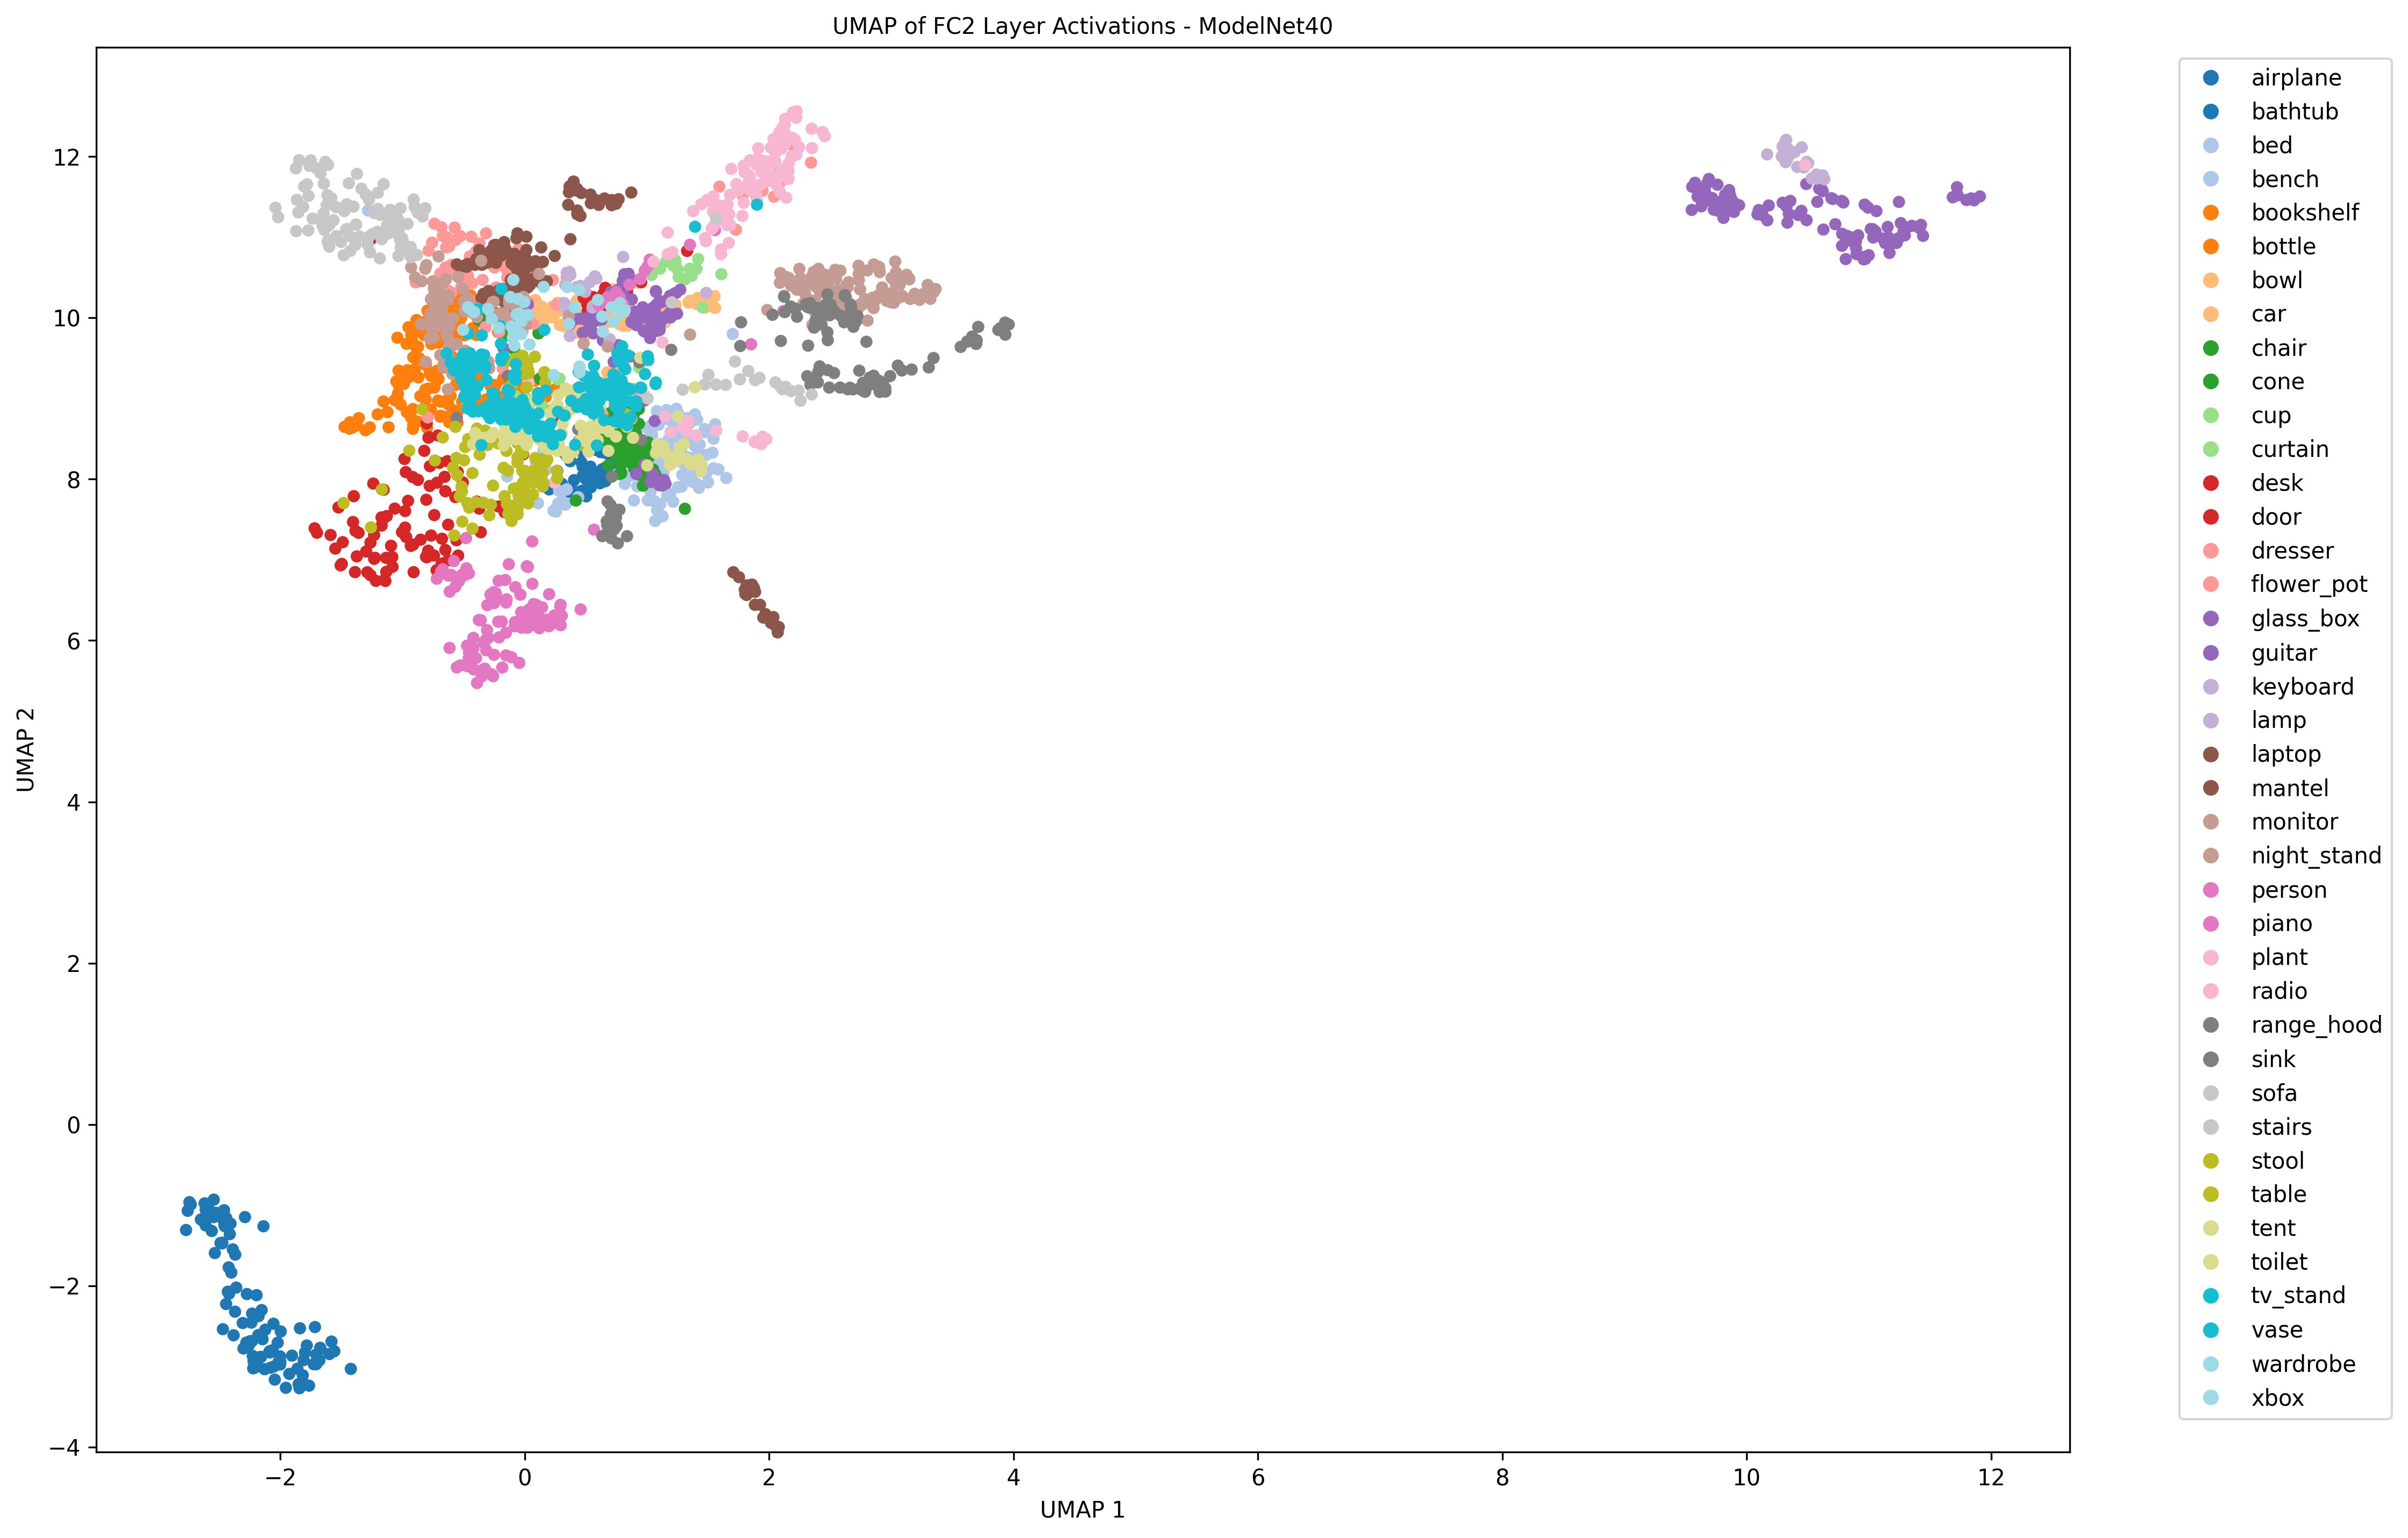 UMAP of FC2 Layer Activations - ModelNet40
12
10
8
6
4
2
0
−2
−4
UMAP 2
−2
0
2
4
6
8
10
12
UMAP 1
airplane
bathtub
bed
bench
bookshelf
bottle
bowl
car
chair
cone
cup
curtain
desk
door
dresser
flower_pot
glass_box
guitar
keyboard
lamp
laptop
mantel
monitor
night_stand
person
piano
plant
radio
range_hood
sink
sofa
stairs
stool
table
tent
toilet
tv_stand
vase
wardrobe
xbox